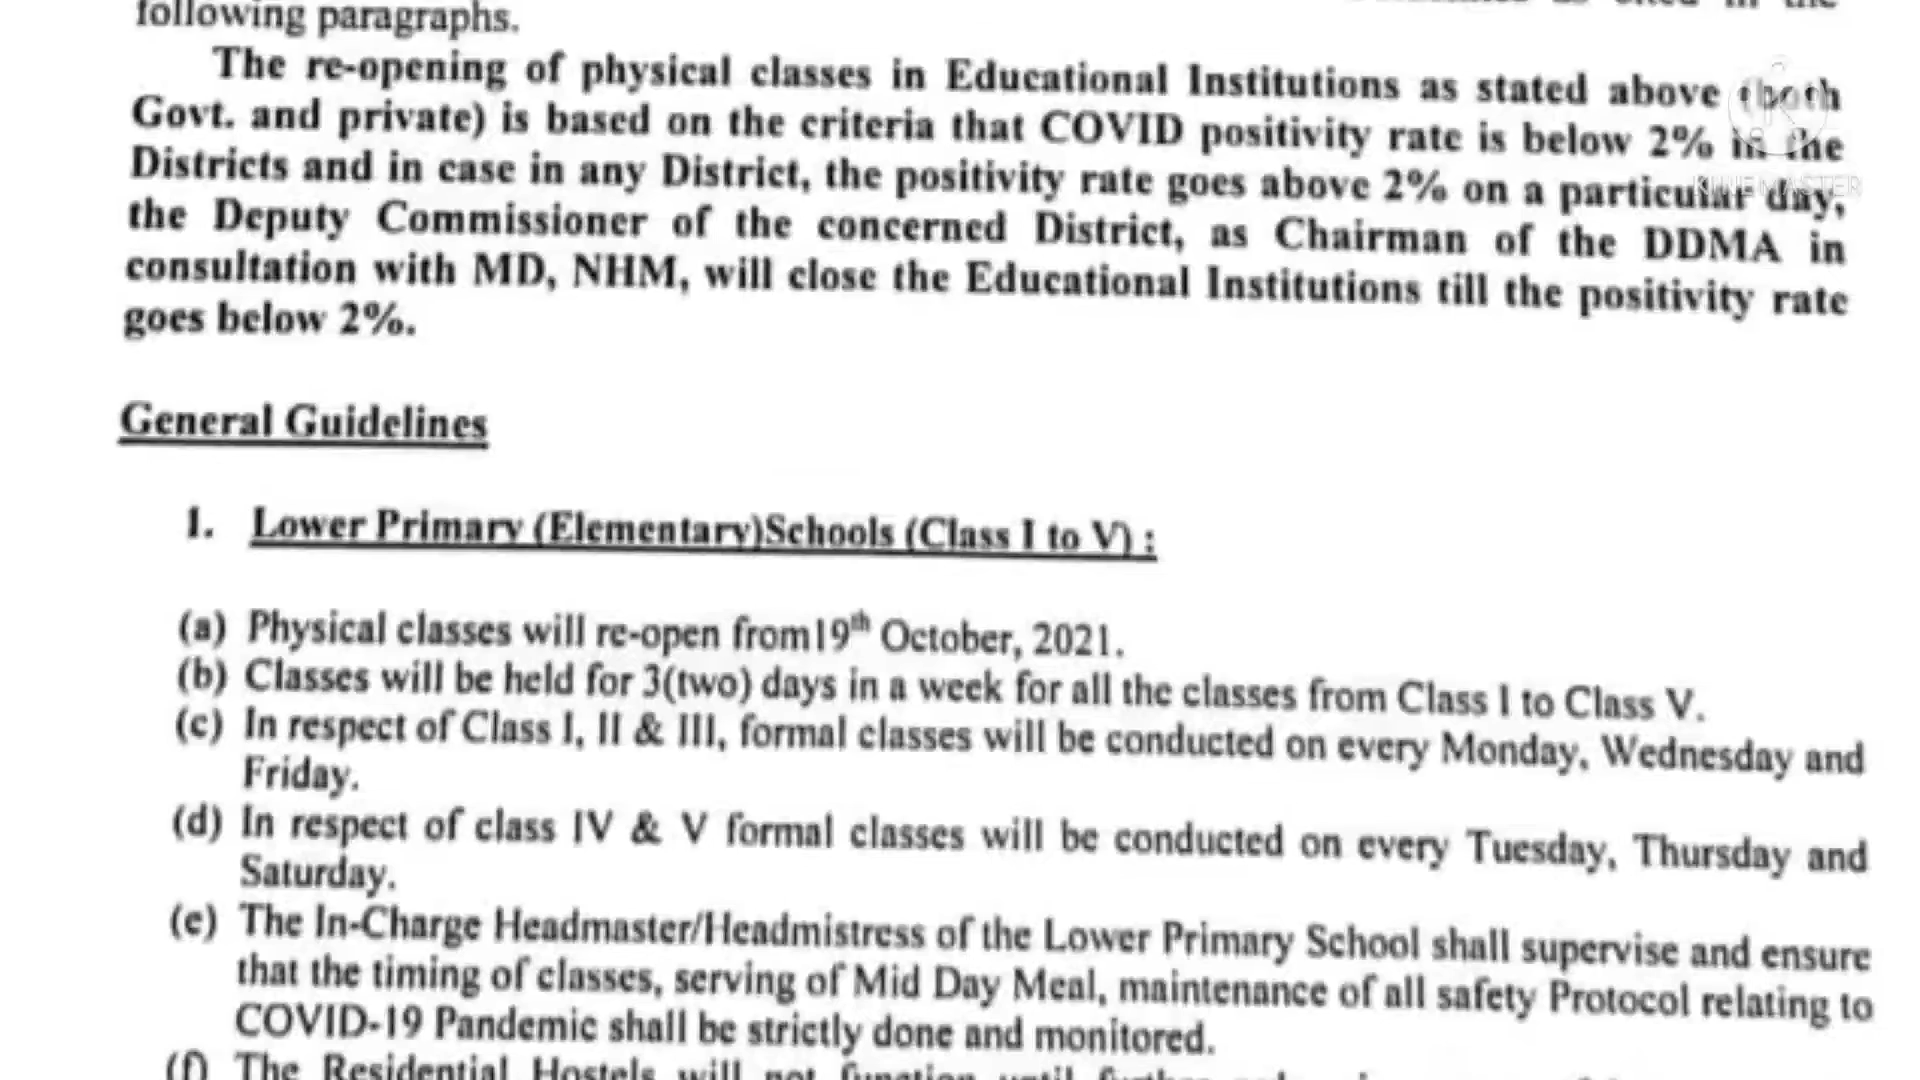 following paragraphs.
The re-opening of physical classes in Educational Institutions as stated above (both
Govt. and private) is based on the criteria that COVID positivity rate is below 2% in the
Districts and in case in any District, the positivity rate goes above 2% on a particular day,
the Deputy Commissioner of the concerned District, as Chairman of the DDMA in
consultation with MD, NHM, will close the Educational Institutions till the positivity rate
goes below 2%.
KINEMASTER
General Guidelines
1. Lower Primary (Elementary)Schools (Class I to V) :
(a) Physical classes will re-open from19th October, 2021.
(b) Classes will be held for 3(two) days in a week for all the classes from Class I to Class V.
(c) In respect of Class I, II & III, formal classes will be conducted on every Monday, Wednesday and
Friday.
(d) In respect of class IV & V formal classes will be conducted on every Tuesday, Thursday and
Saturday.
(e) The In-Charge Headmaster/Headmistress of the Lower Primary School shall supervise and ensure
that the timing of classes, serving of Mid Day Meal, maintenance of all safety Protocol relating to
COVID-19 Pandemic shall be strictly done and monitored.
(f) The Residential Hostels will not function until further